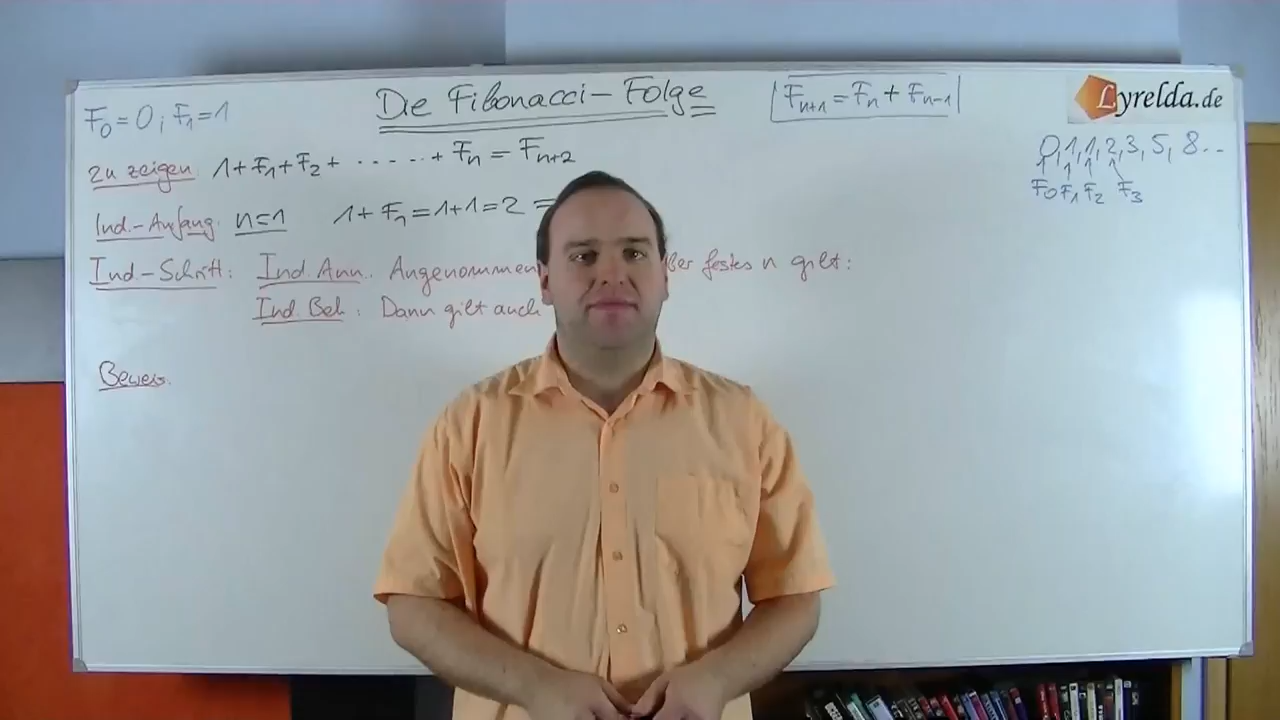 Die Fibonacci-Folge
F₀ = 0 ; F₁ = 1
Fₙ₊₁ = Fₙ + Fₙ₋₁
Lyrelda.de
zu zeigen: 1 + F₁ + F₂ + ...... + Fₙ = Fₙ₊₂
0, 1, 1, 2, 3, 5, 8...
F₀ F₁ F₂ F₃
Ind.-Anfang: n=1 1 + F₁ = 1+1 = 2 =
Ind-Schritt: Ind. Ann.: Angenommen festes n gilt:
Ind. Beh.: Dann gilt auch
Beweis: